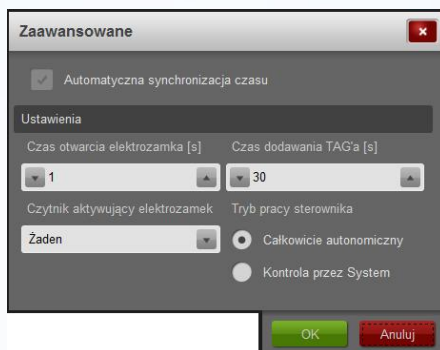 Zaawansowane
Automatyczna synchronizacja czasu
Ustawienia
Czas otwarcia elektrozamka [s] Czas dodawania TAG'a [s]
1 30
Czytnik aktywujący elektrozamek Tryb pracy sterownika
Żaden Całkowicie autonomiczny
Kontrola przez System
OK Anuluj